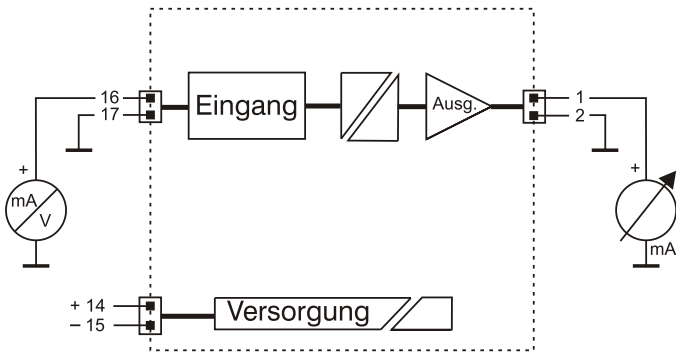 16
17
Eingang
Ausg.
1
2
+
mA
V
+
mA
+ 14
− 15
Versorgung